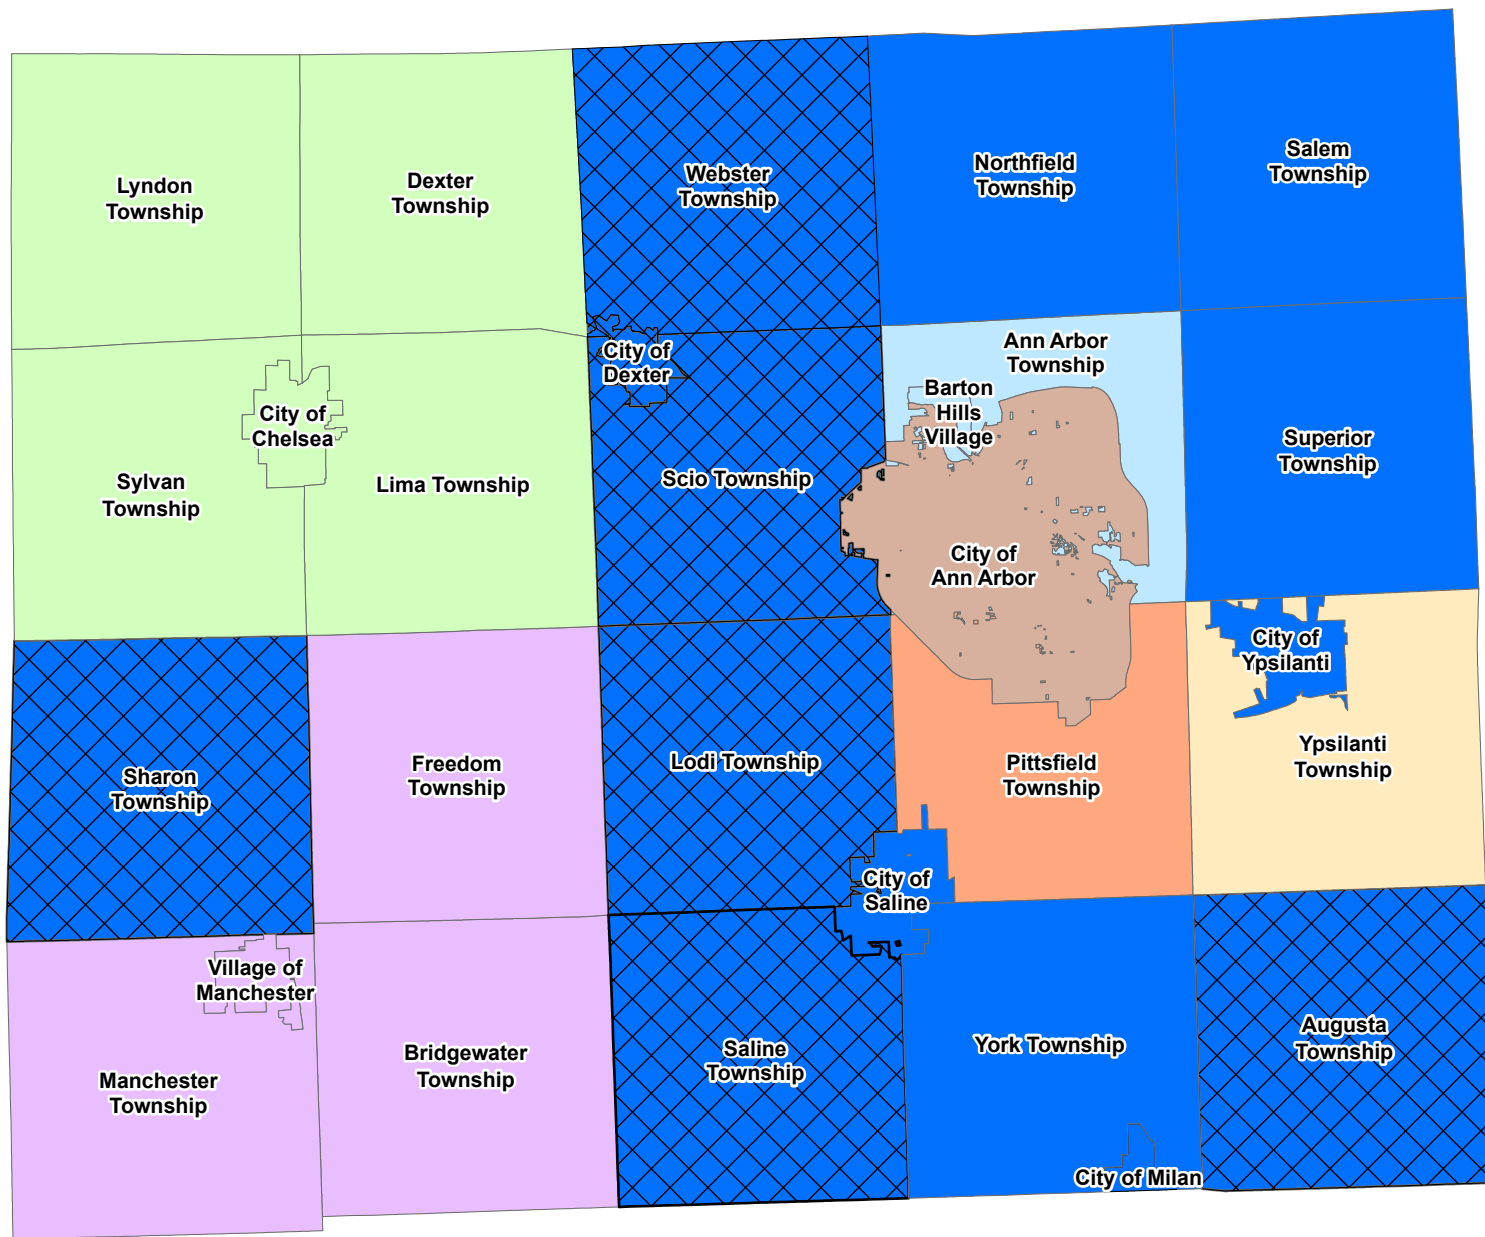 Lyndon
Township
Dexter
Township
Webster
Township
Northfield
Township
Salem
Township
City of
Dexter
Ann Arbor
Township
Barton
Hills
Village
City of
Chelsea
Sylvan
Township
Lima Township
Scio Township
Superior
Township
City of
Ann Arbor
City of
Ypsilanti
Sharon
Township
Freedom
Township
Lodi Township
Pittsfield
Township
Ypsilanti
Township
City of
Saline
Village of
Manchester
Manchester
Township
Bridgewater
Township
Saline
Township
York Township
Augusta
Township
City of Milan